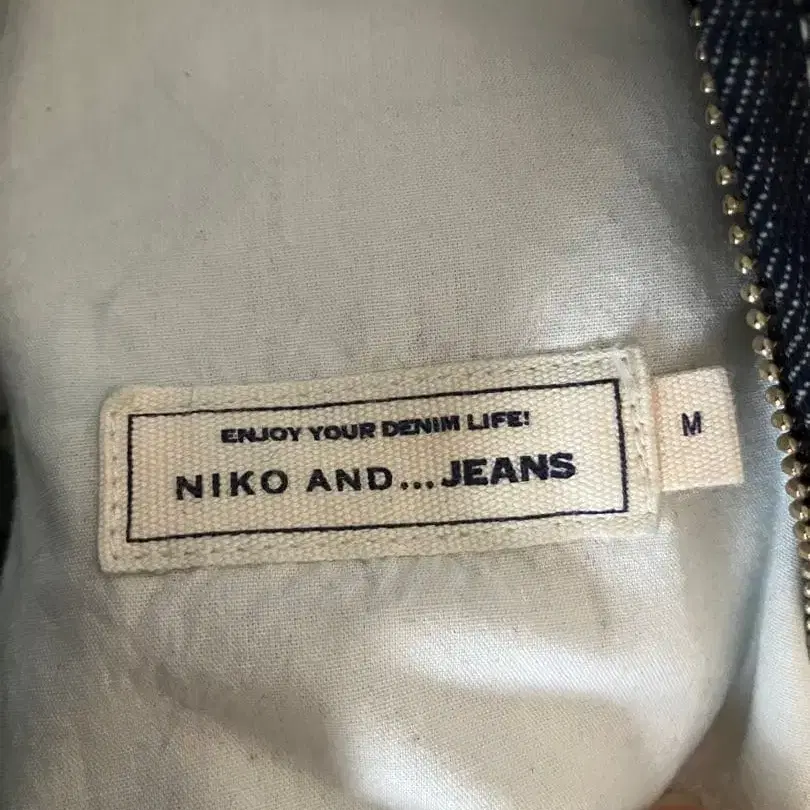 ENJOY YOUR DENIM LIFE!
NIKO AND...JEANS
M